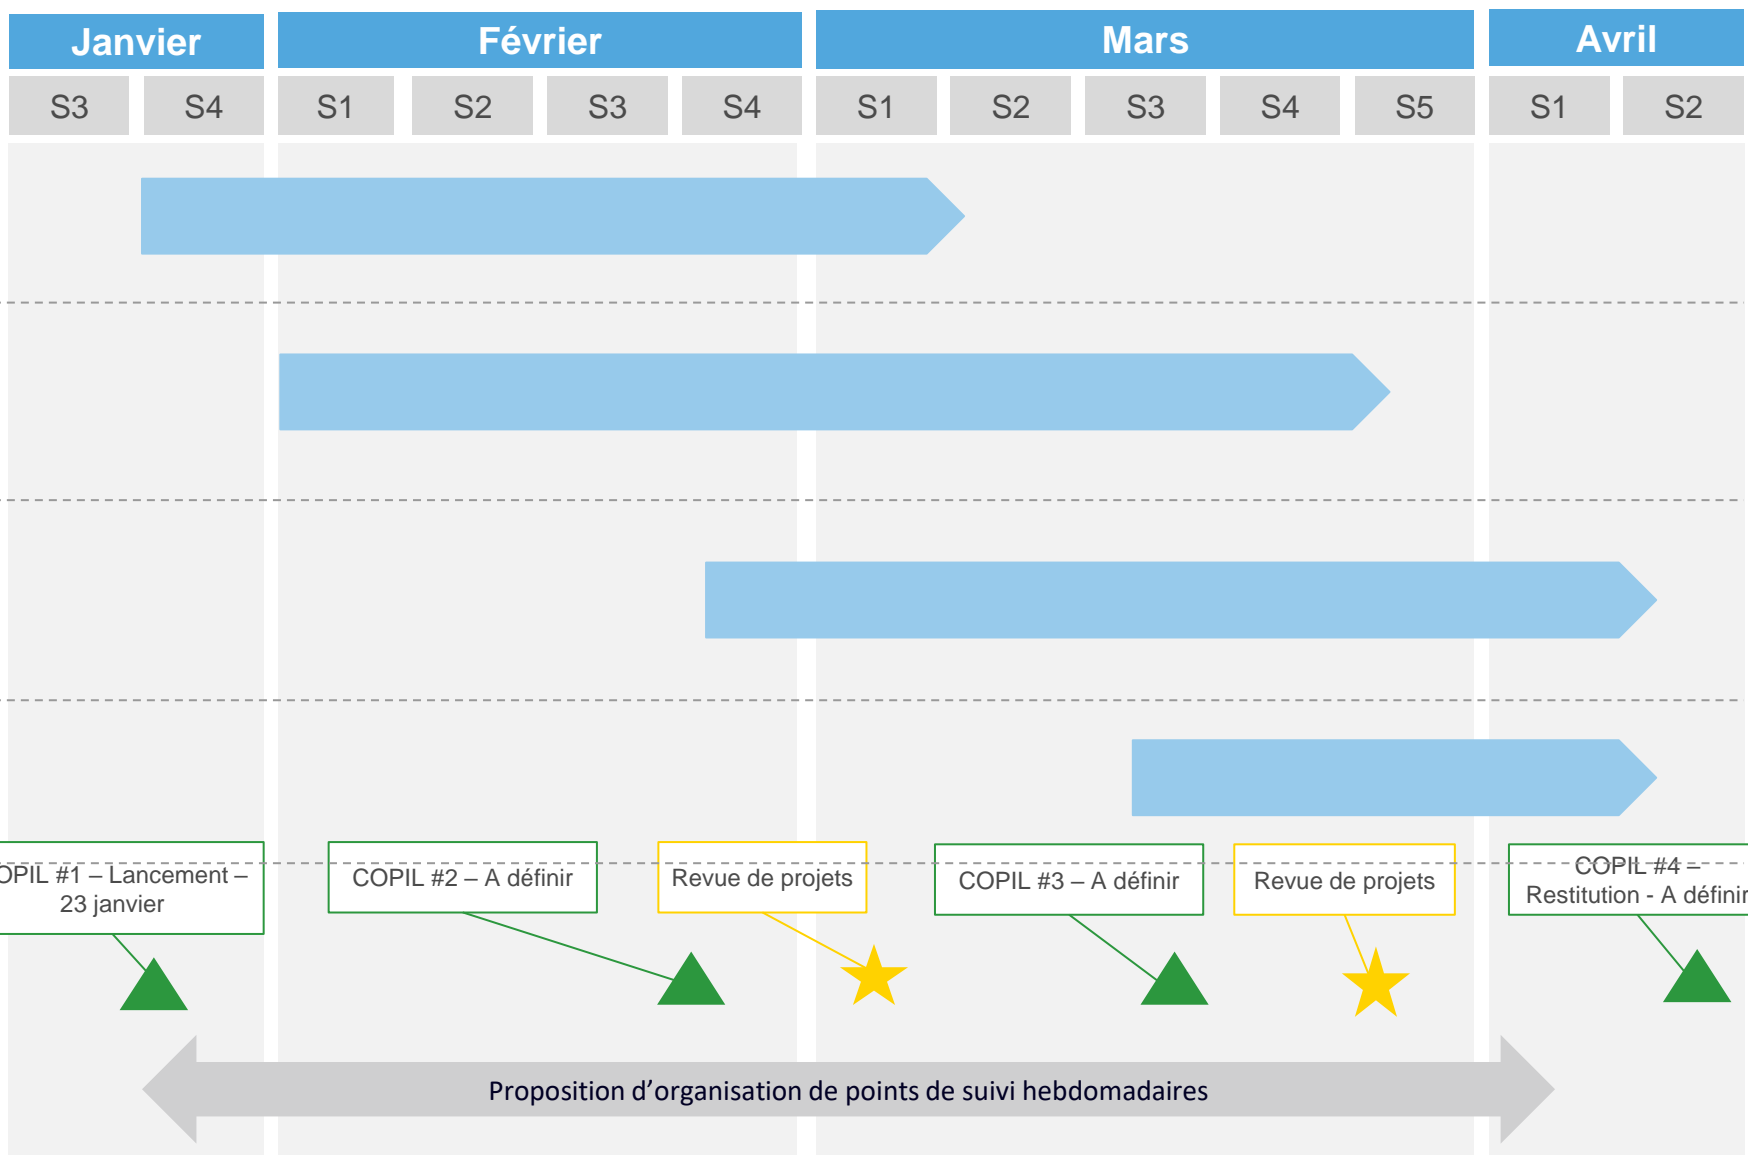 Janvier Février Mars Avril
S3 S4 S1 S2 S3 S4 S1 S2 S3 S4 S5 S1 S2
OPIL #1 – Lancement –
23 janvier
COPIL #2 – A définir
Revue de projets
COPIL #3 – A définir
Revue de projets
COPIL #4 –
Restitution - A définir
Proposition d’organisation de points de suivi hebdomadaires